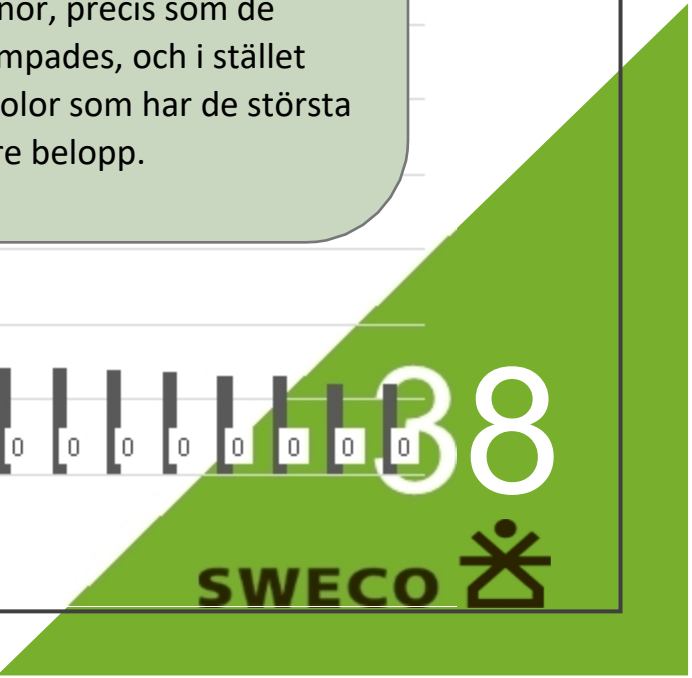 nor, precis som de
mpades, och i stället
olor som har de största
re belopp.
0 0 0 0 0 0 0 0
38
SWECO